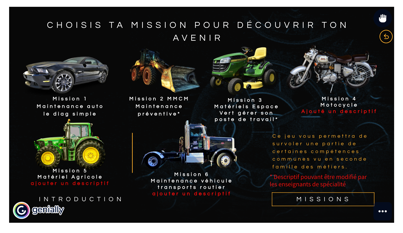 CHOISIS TA MISSION POUR DÉCOUVRIR TON
AVENIR
Mission 1
Maintenance auto
le diag simple
Mission 2 MMCM
Maintenance
préventive*
Mission 3
Matériels Espace
Vert gérer son
poste de travail*
Mission 4
Motocycle
Ajoute un descriptif
Mission 5
Matériel Agricole
ajouter un descriptif
Mission 6
Maintenance véhicule
transports routier
ajouter un descriptif
Ce jeu vous permettra de
survoler une partie de
certaines compétences
communes vu en seconde
famille des métiers.
* Descriptif pouvant être modifié par
les enseignants de spécialité
INTRODUCTION
MISSIONS
genially